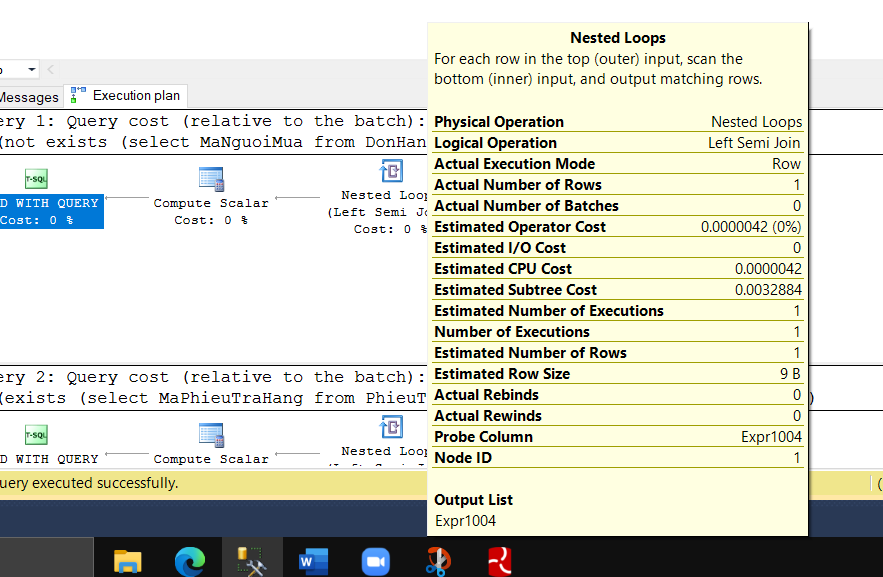 Messages
Execution plan
ery 1: Query cost (relative to the batch):
(not exists (select MaNguoiMua from DonHan
T-SQL
D WITH QUERY
Cost: 0 %
Compute Scalar
Cost: 0 %
Nested Loop
(Left Semi Jo
Cost: 0 %
ery 2: Query cost (relative to the batch):
(exists (select MaPhieuTraHang from PhieuT
)
T-SQL
D WITH QUERY
Compute Scalar
Nested Loop
uery executed successfully.
(
Nested Loops
For each row in the top (outer) input, scan the
bottom (inner) input, and output matching rows.
Physical Operation Nested Loops
Logical Operation Left Semi Join
Actual Execution Mode Row
Actual Number of Rows 1
Actual Number of Batches 0
Estimated Operator Cost 0.0000042 (0%)
Estimated I/O Cost 0
Estimated CPU Cost 0.0000042
Estimated Subtree Cost 0.0032884
Estimated Number of Executions 1
Number of Executions 1
Estimated Number of Rows 1
Estimated Row Size 9 B
Actual Rebinds 0
Actual Rewinds 0
Probe Column Expr1004
Node ID 1
Output List
Expr1004
W